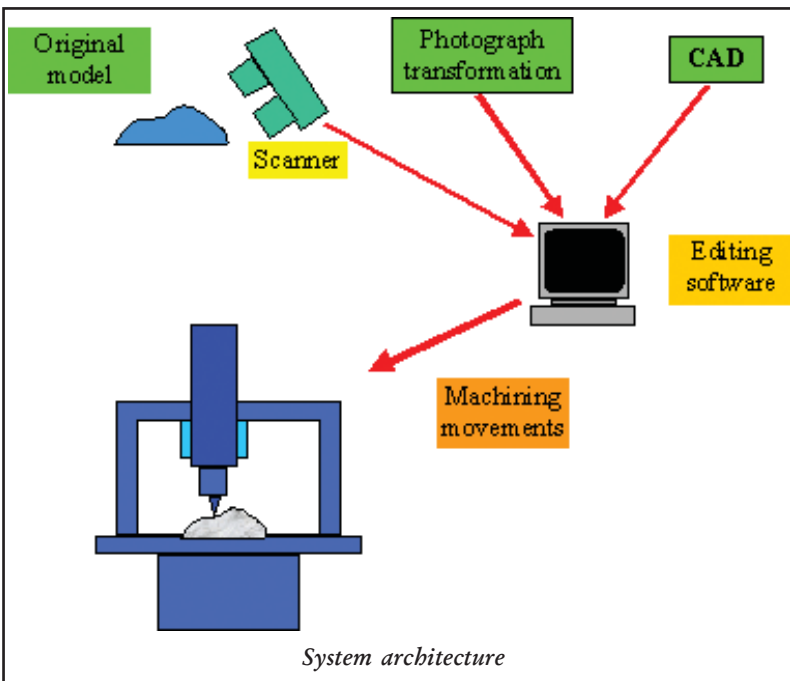 Original
model
Photograph
transformation
CAD
Scanner
Editing
software
Machining
movements
System architecture